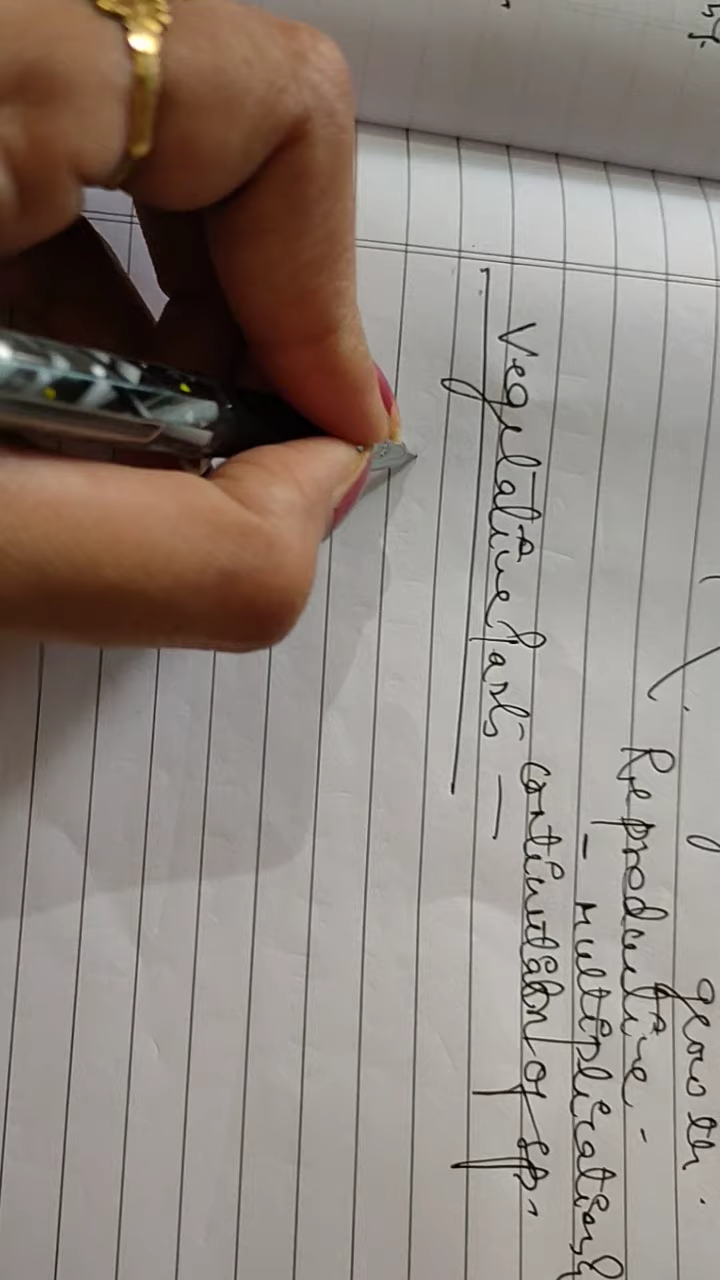 growth.
Reproductive -
- multiplication &
continuation of sp.
Vegetative Parts —